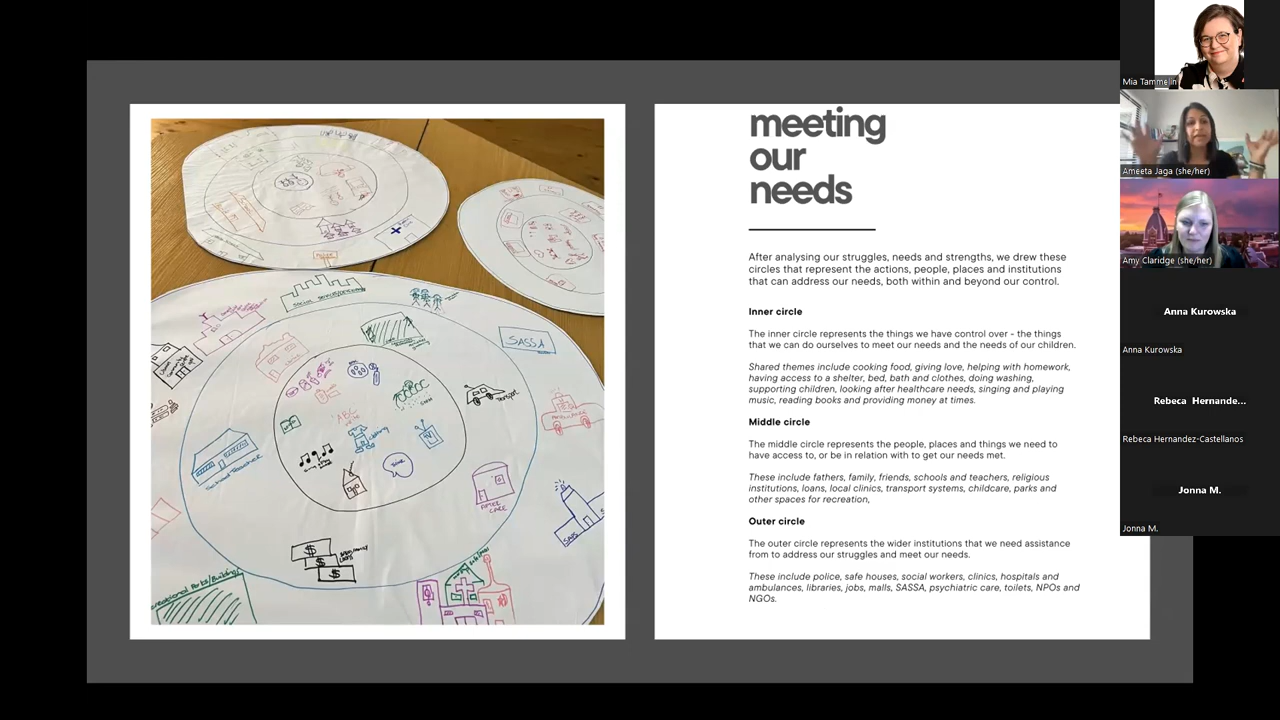 meeting
our
needs
After analysing our struggles, needs and strengths, we drew these
circles that represent the actions, people, places and institutions
that can address our needs, both within and beyond our control.
Inner circle
The inner circle represents the things we have control over - the things
that we can do ourselves to meet our needs and the needs of our children.
Shared themes include cooking food, giving love, helping with homework,
having access to a shelter, bed, bath and clothes, doing washing,
supporting children, looking after healthcare needs, singing and playing
music, reading books and providing money at times.
Middle circle
The middle circle represents the people, places and things we need to
have access to, or be in relation with to get our needs met.
These include fathers, family, friends, schools and teachers, religious
institutions, loans, local clinics, transport systems, childcare, parks and
other spaces for recreation,
Outer circle
The outer circle represents the wider institutions that we need assistance
from to address our struggles and meet our needs.
These include police, safe houses, social workers, clinics, hospitals and
ambulances, libraries, jobs, malls, SASSA, psychiatric care, toilets, NPOs and
NGOs.
SASSA
ABC
TV
Clothing
Transport
AFTER
CARE
$
$
$
SAPS
Mia Tammelin
Ameeta Jaga (she/her)
Amy Claridge (she/her)
Anna Kurowska
Anna Kurowska
Rebeca Hernande...
Rebeca Hernandez-Castellanos
Jonna M.
Jonna M.